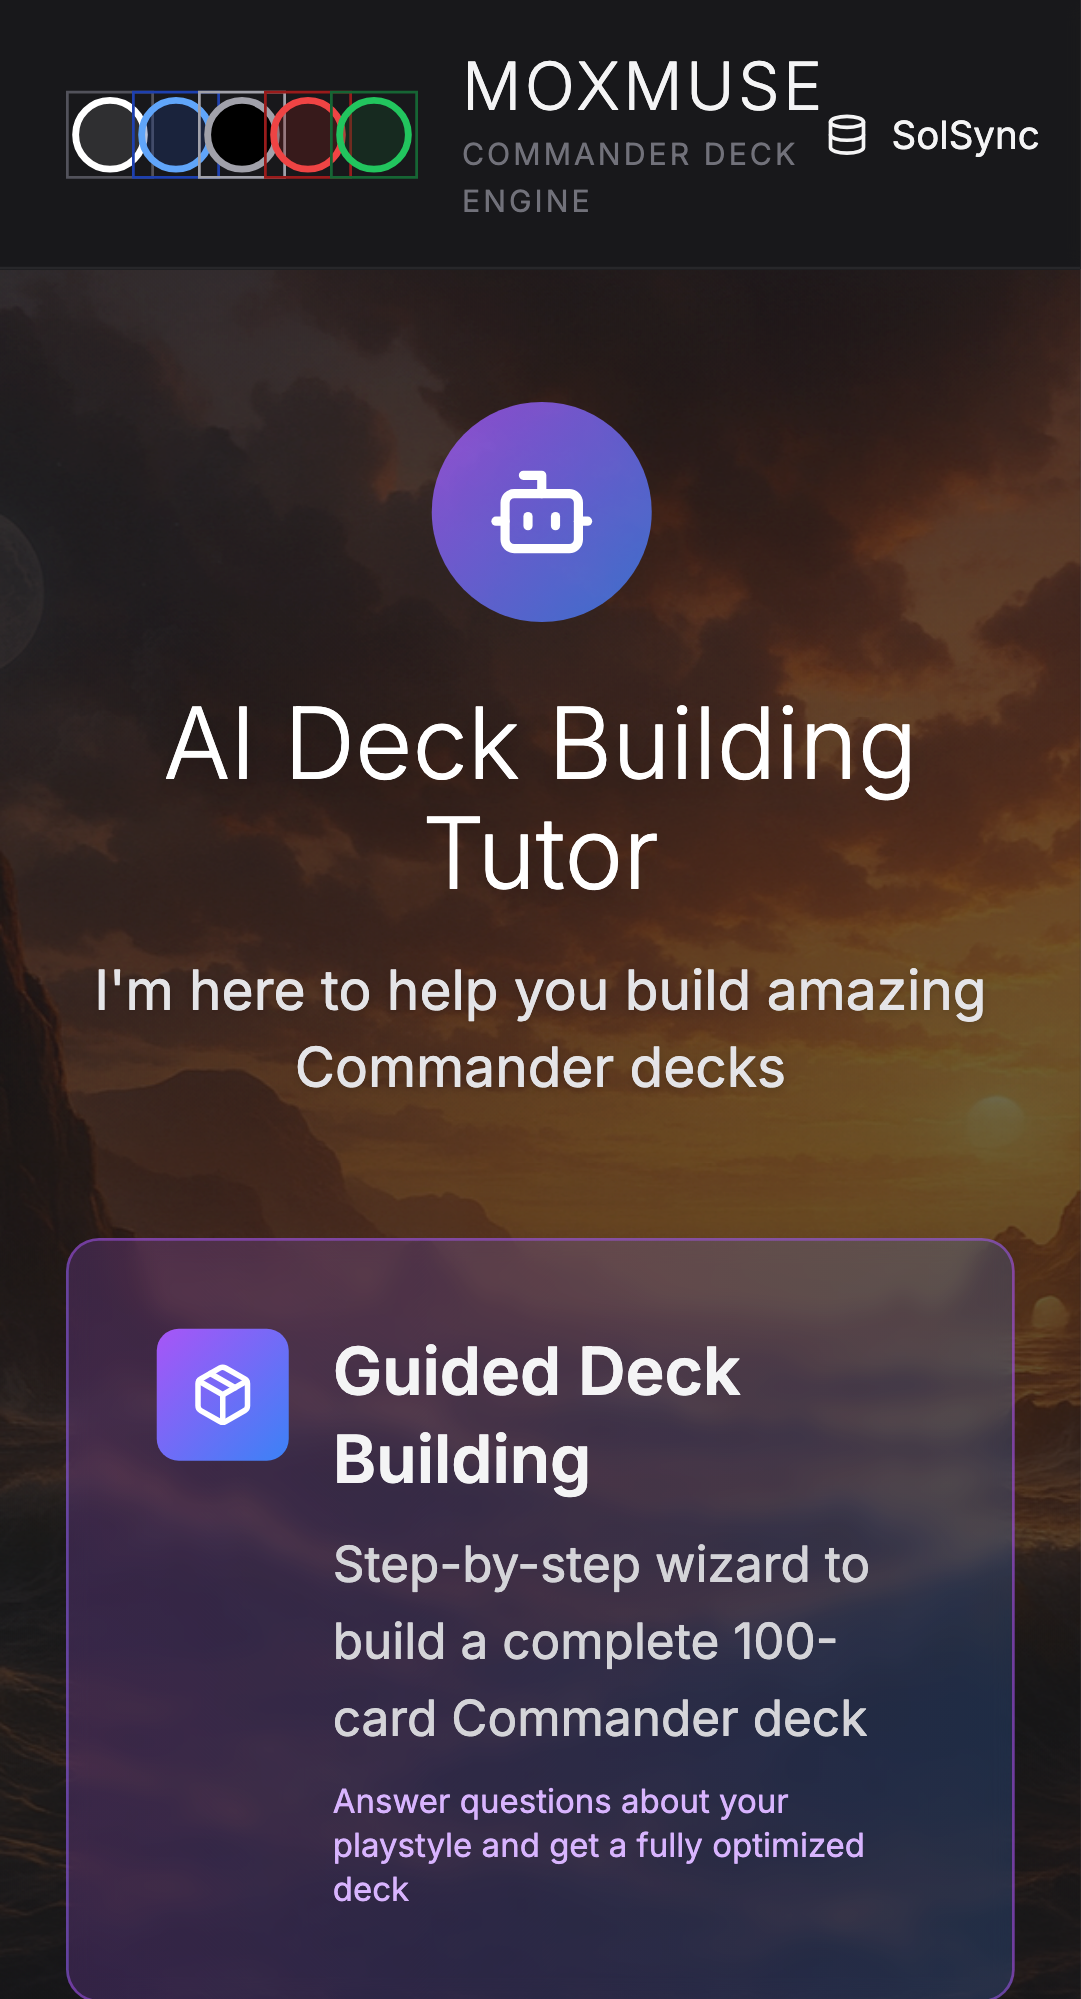 MOXMUSE
COMMANDER DECK
ENGINE
SolSync
AI Deck Building
Tutor
I'm here to help you build amazing
Commander decks
Guided Deck
Building
Step-by-step wizard to
build a complete 100-
card Commander deck
Answer questions about your
playstyle and get a fully optimized
deck